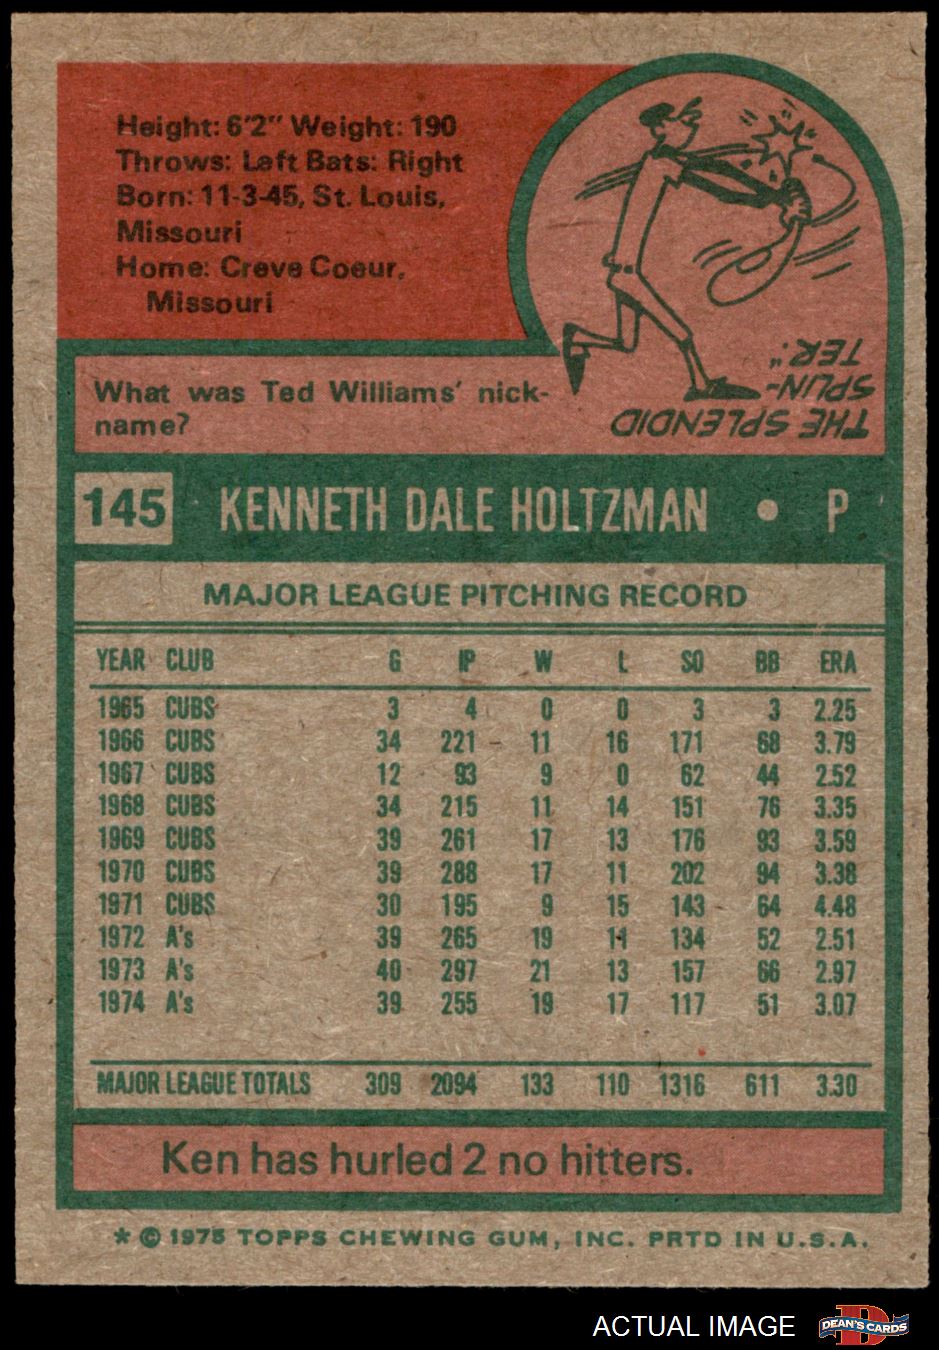 Height: 6'2" Weight: 190
Throws: Left Bats: Right
Born: 11-3-45, St. Louis,
Missouri
Home: Creve Coeur,
Missouri
What was Ted Williams' nick-
name?
THE SPLENDID
SPLIN-
TER."
145 KENNETH DALE HOLTZMAN • P
MAJOR LEAGUE PITCHING RECORD
YEAR CLUB G IP W L SO BB ERA
1965 CUBS 3 4 0 0 3 3 2.25
1966 CUBS 34 221 11 16 171 68 3.79
1967 CUBS 12 93 9 0 62 44 2.52
1968 CUBS 34 215 11 14 151 76 3.35
1969 CUBS 39 261 17 13 176 93 3.59
1970 CUBS 39 288 17 11 202 94 3.38
1971 CUBS 30 195 9 15 143 64 4.48
1972 A's 39 265 19 11 134 52 2.51
1973 A's 40 297 21 13 157 66 2.97
1974 A's 39 255 19 17 117 51 3.07
MAJOR LEAGUE TOTALS 309 2094 133 110 1316 611 3.30
Ken has hurled 2 no hitters.
* © 1975 TOPPS CHEWING GUM, INC. PRTD IN U.S.A.
ACTUAL IMAGE D DEAN'S CARDS